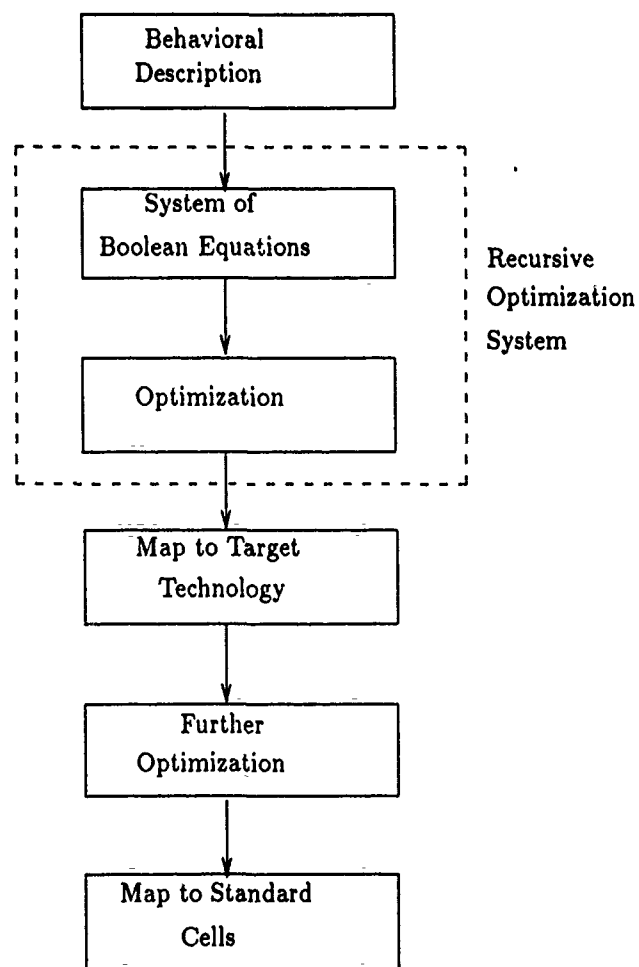 Behavioral
Description
System of
Boolean Equations
Recursive
Optimization
System
Optimization
Map to Target
Technology
Further
Optimization
Map to Standard
Cells